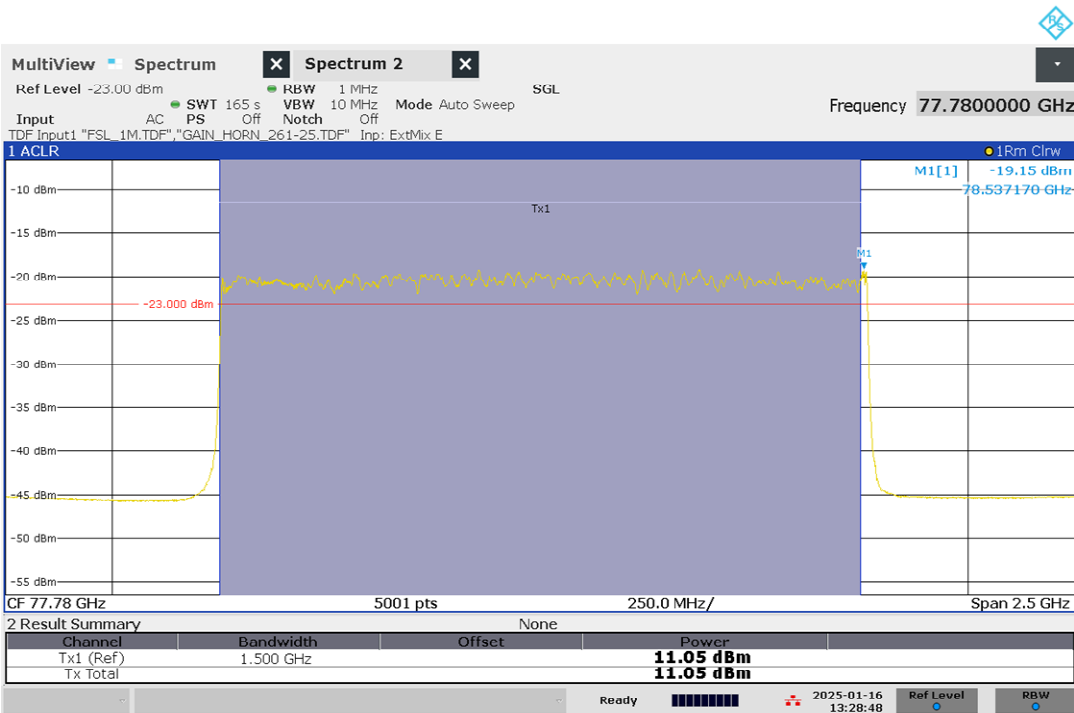 R S
MultiView Spectrum X Spectrum 2 X
Ref Level -23.00 dBm RBW 1 MHz SGL
SWT 165 s VBW 10 MHz Mode Auto Sweep
Frequency 77.7800000 GHz
Input AC PS Off Notch Off
TDF Input1 "FSL_1M.TDF","GAIN_HORN_261-25.TDF" Inp: ExtMix E
1 ACLR 1Rm Clrw
M1[1] -19.15 dBm
78.537170 GHz
-10 dBm
Tx1
-15 dBm
M1
-20 dBm
-23.000 dBm
-25 dBm
-30 dBm
-35 dBm
-40 dBm
-45 dBm
-50 dBm
-55 dBm
CF 77.78 GHz 5001 pts 250.0 MHz/ Span 2.5 GHz
2 Result Summary None
Channel Bandwidth Offset Power
Tx1 (Ref) 1.500 GHz 11.05 dBm
Tx Total 11.05 dBm
Ready 2025-01-16 Ref Level RBW
13:28:48